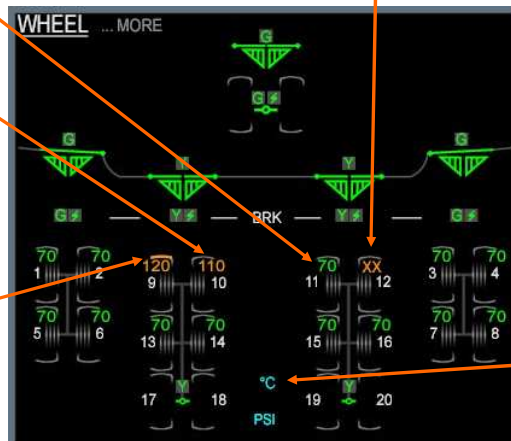 WHEEL ... MORE
G
G
G Y Y G
G Y BRK Y G
70 70 120 110 70 XX 70 70
1 2 9 10 11 12 3 4
70 70 70 70 70 70 70 70
5 6 13 14 15 16 7 8
Y °C Y
17 18 19 20
PSI